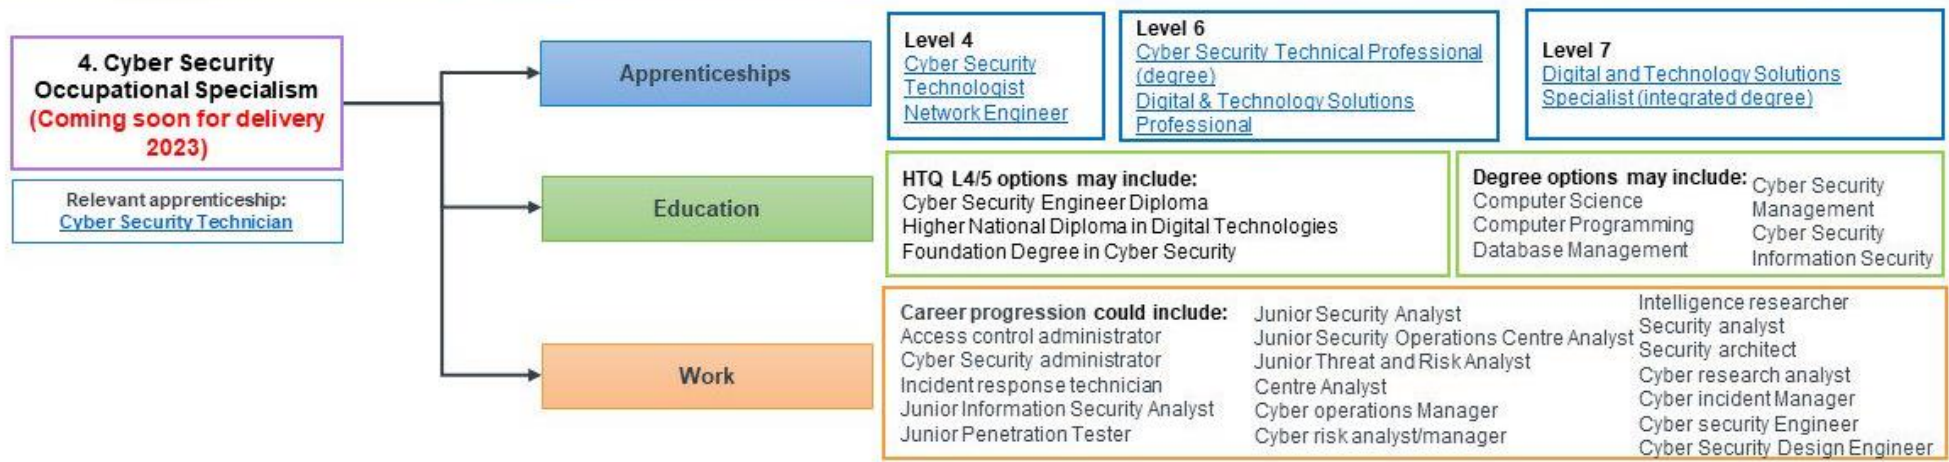 4. Cyber Security
Occupational Specialism
(Coming soon for delivery
2023)
Relevant apprenticeship:
Cyber Security Technician
Apprenticeships
Level 4
Cyber Security
Technologist
Network Engineer
Level 6
Cyber Security Technical Professional
(degree)
Digital & Technology Solutions
Professional
Level 7
Digital and Technology Solutions
Specialist (integrated degree)
Education
HTQ L4/5 options may include:
Cyber Security Engineer Diploma
Higher National Diploma in Digital Technologies
Foundation Degree in Cyber Security
Degree options may include:
Computer Science
Computer Programming
Database Management
Cyber Security
Management
Cyber Security
Information Security
Work
Career progression could include:
Access control administrator
Cyber Security administrator
Incident response technician
Junior Information Security Analyst
Junior Penetration Tester
Junior Security Analyst
Junior Security Operations Centre Analyst
Junior Threat and Risk Analyst
Centre Analyst
Cyber operations Manager
Cyber risk analyst/manager
Intelligence researcher
Security analyst
Security architect
Cyber research analyst
Cyber incident Manager
Cyber security Engineer
Cyber Security Design Engineer